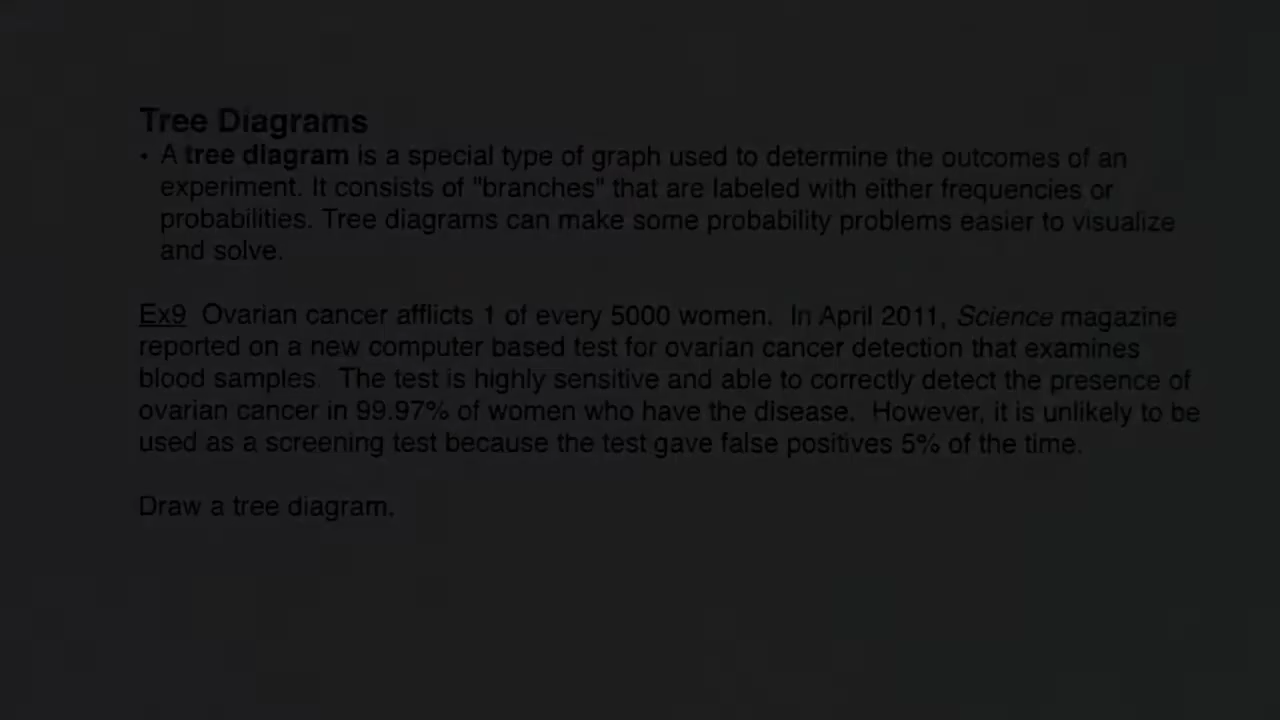 Tree Diagrams
• A tree diagram is a special type of graph used to determine the outcomes of an
experiment. It consists of "branches" that are labeled with either frequencies or
probabilities. Tree diagrams can make some probability problems easier to visualize
and solve.
Ex9 Ovarian cancer afflicts 1 of every 5000 women. In April 2011, Science magazine
reported on a new computer based test for ovarian cancer detection that examines
blood samples. The test is highly sensitive and able to correctly detect the presence of
ovarian cancer in 99.97% of women who have the disease. However, it is unlikely to be
used as a screening test because the test gave false positives 5% of the time.
Draw a tree diagram.